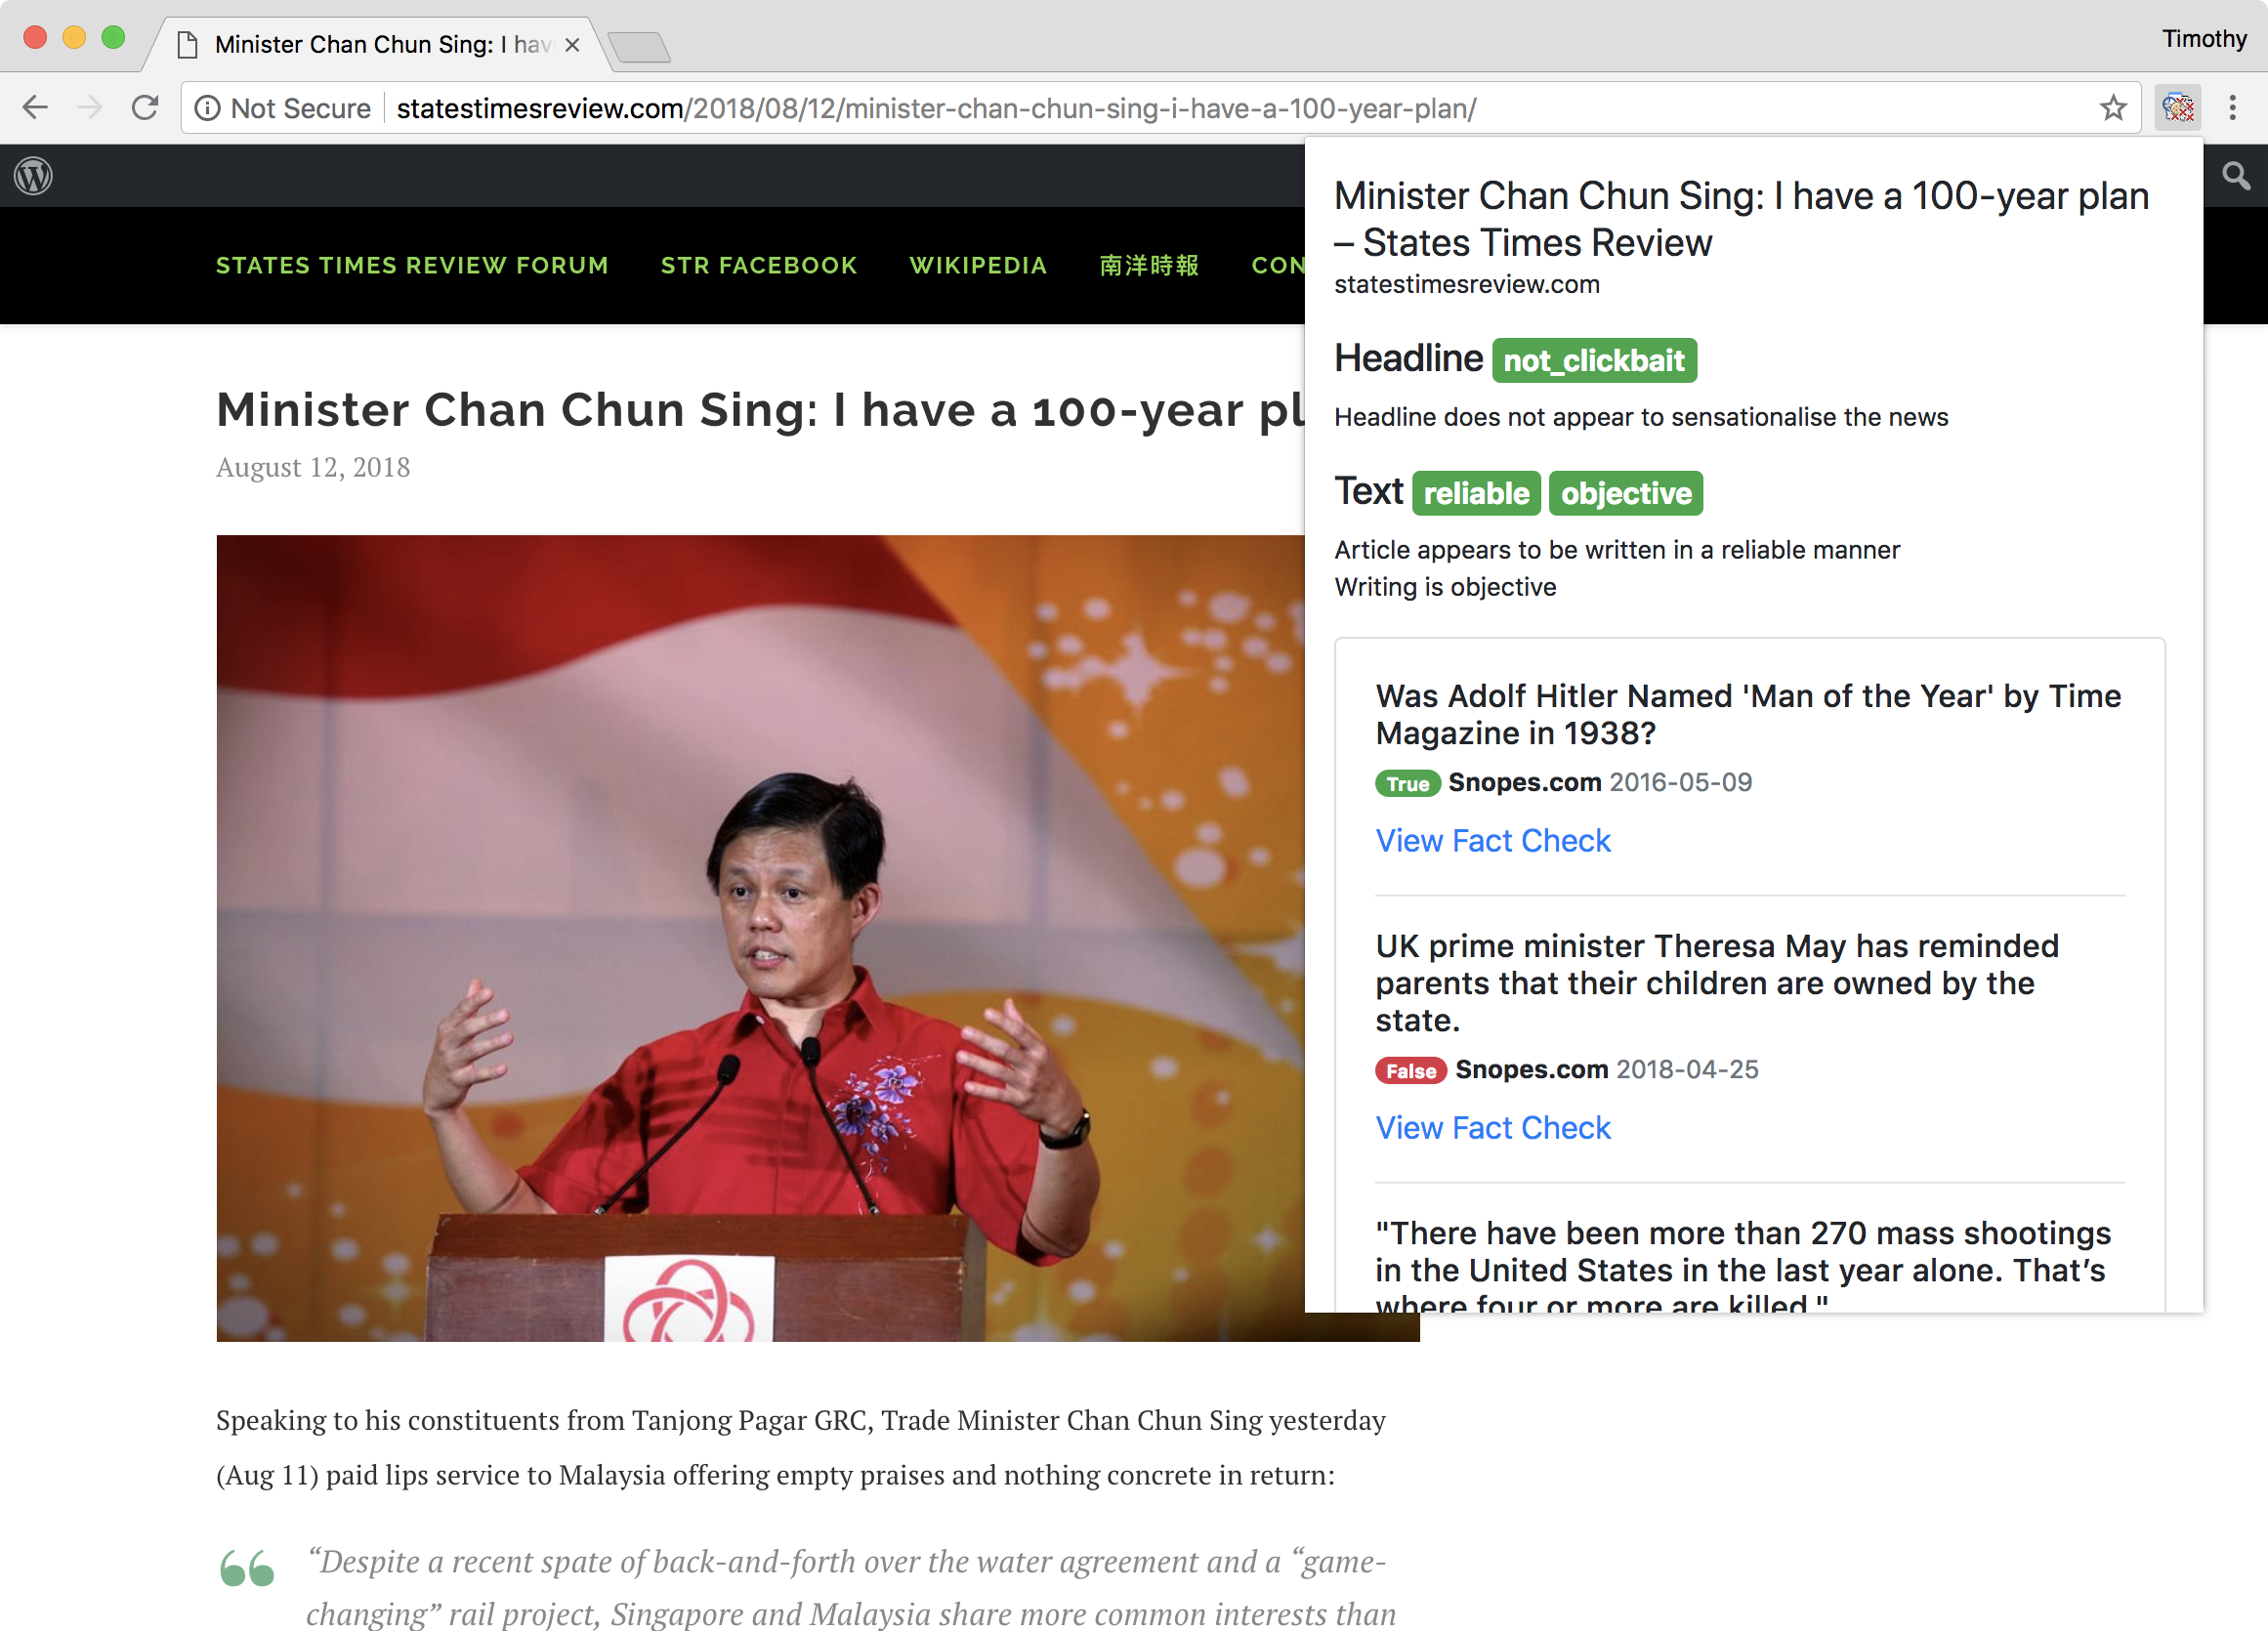 Minister Chan Chun Sing: I hav
Timothy
Not Secure
statestimesreview.com/2018/08/12/minister-chan-chun-sing-i-have-a-100-year-plan/
STATES TIMES REVIEW FORUM
STR FACEBOOK
WIKIPEDIA
南洋時報
CON
Minister Chan Chun Sing: I have a 100-year pl
August 12, 2018
Speaking to his constituents from Tanjong Pagar GRC, Trade Minister Chan Chun Sing yesterday
(Aug 11) paid lips service to Malaysia offering empty praises and nothing concrete in return:
“Despite a recent spate of back-and-forth over the water agreement and a “game-
changing” rail project, Singapore and Malaysia share more common interests than
Minister Chan Chun Sing: I have a 100-year plan
– States Times Review
statestimesreview.com
Headline not_clickbait
Headline does not appear to sensationalise the news
Text reliable objective
Article appears to be written in a reliable manner
Writing is objective
Was Adolf Hitler Named 'Man of the Year' by Time
Magazine in 1938?
True Snopes.com 2016-05-09
View Fact Check
UK prime minister Theresa May has reminded
parents that their children are owned by the
state.
False Snopes.com 2018-04-25
View Fact Check
"There have been more than 270 mass shootings
in the United States in the last year alone. That’s
where four or more are killed."